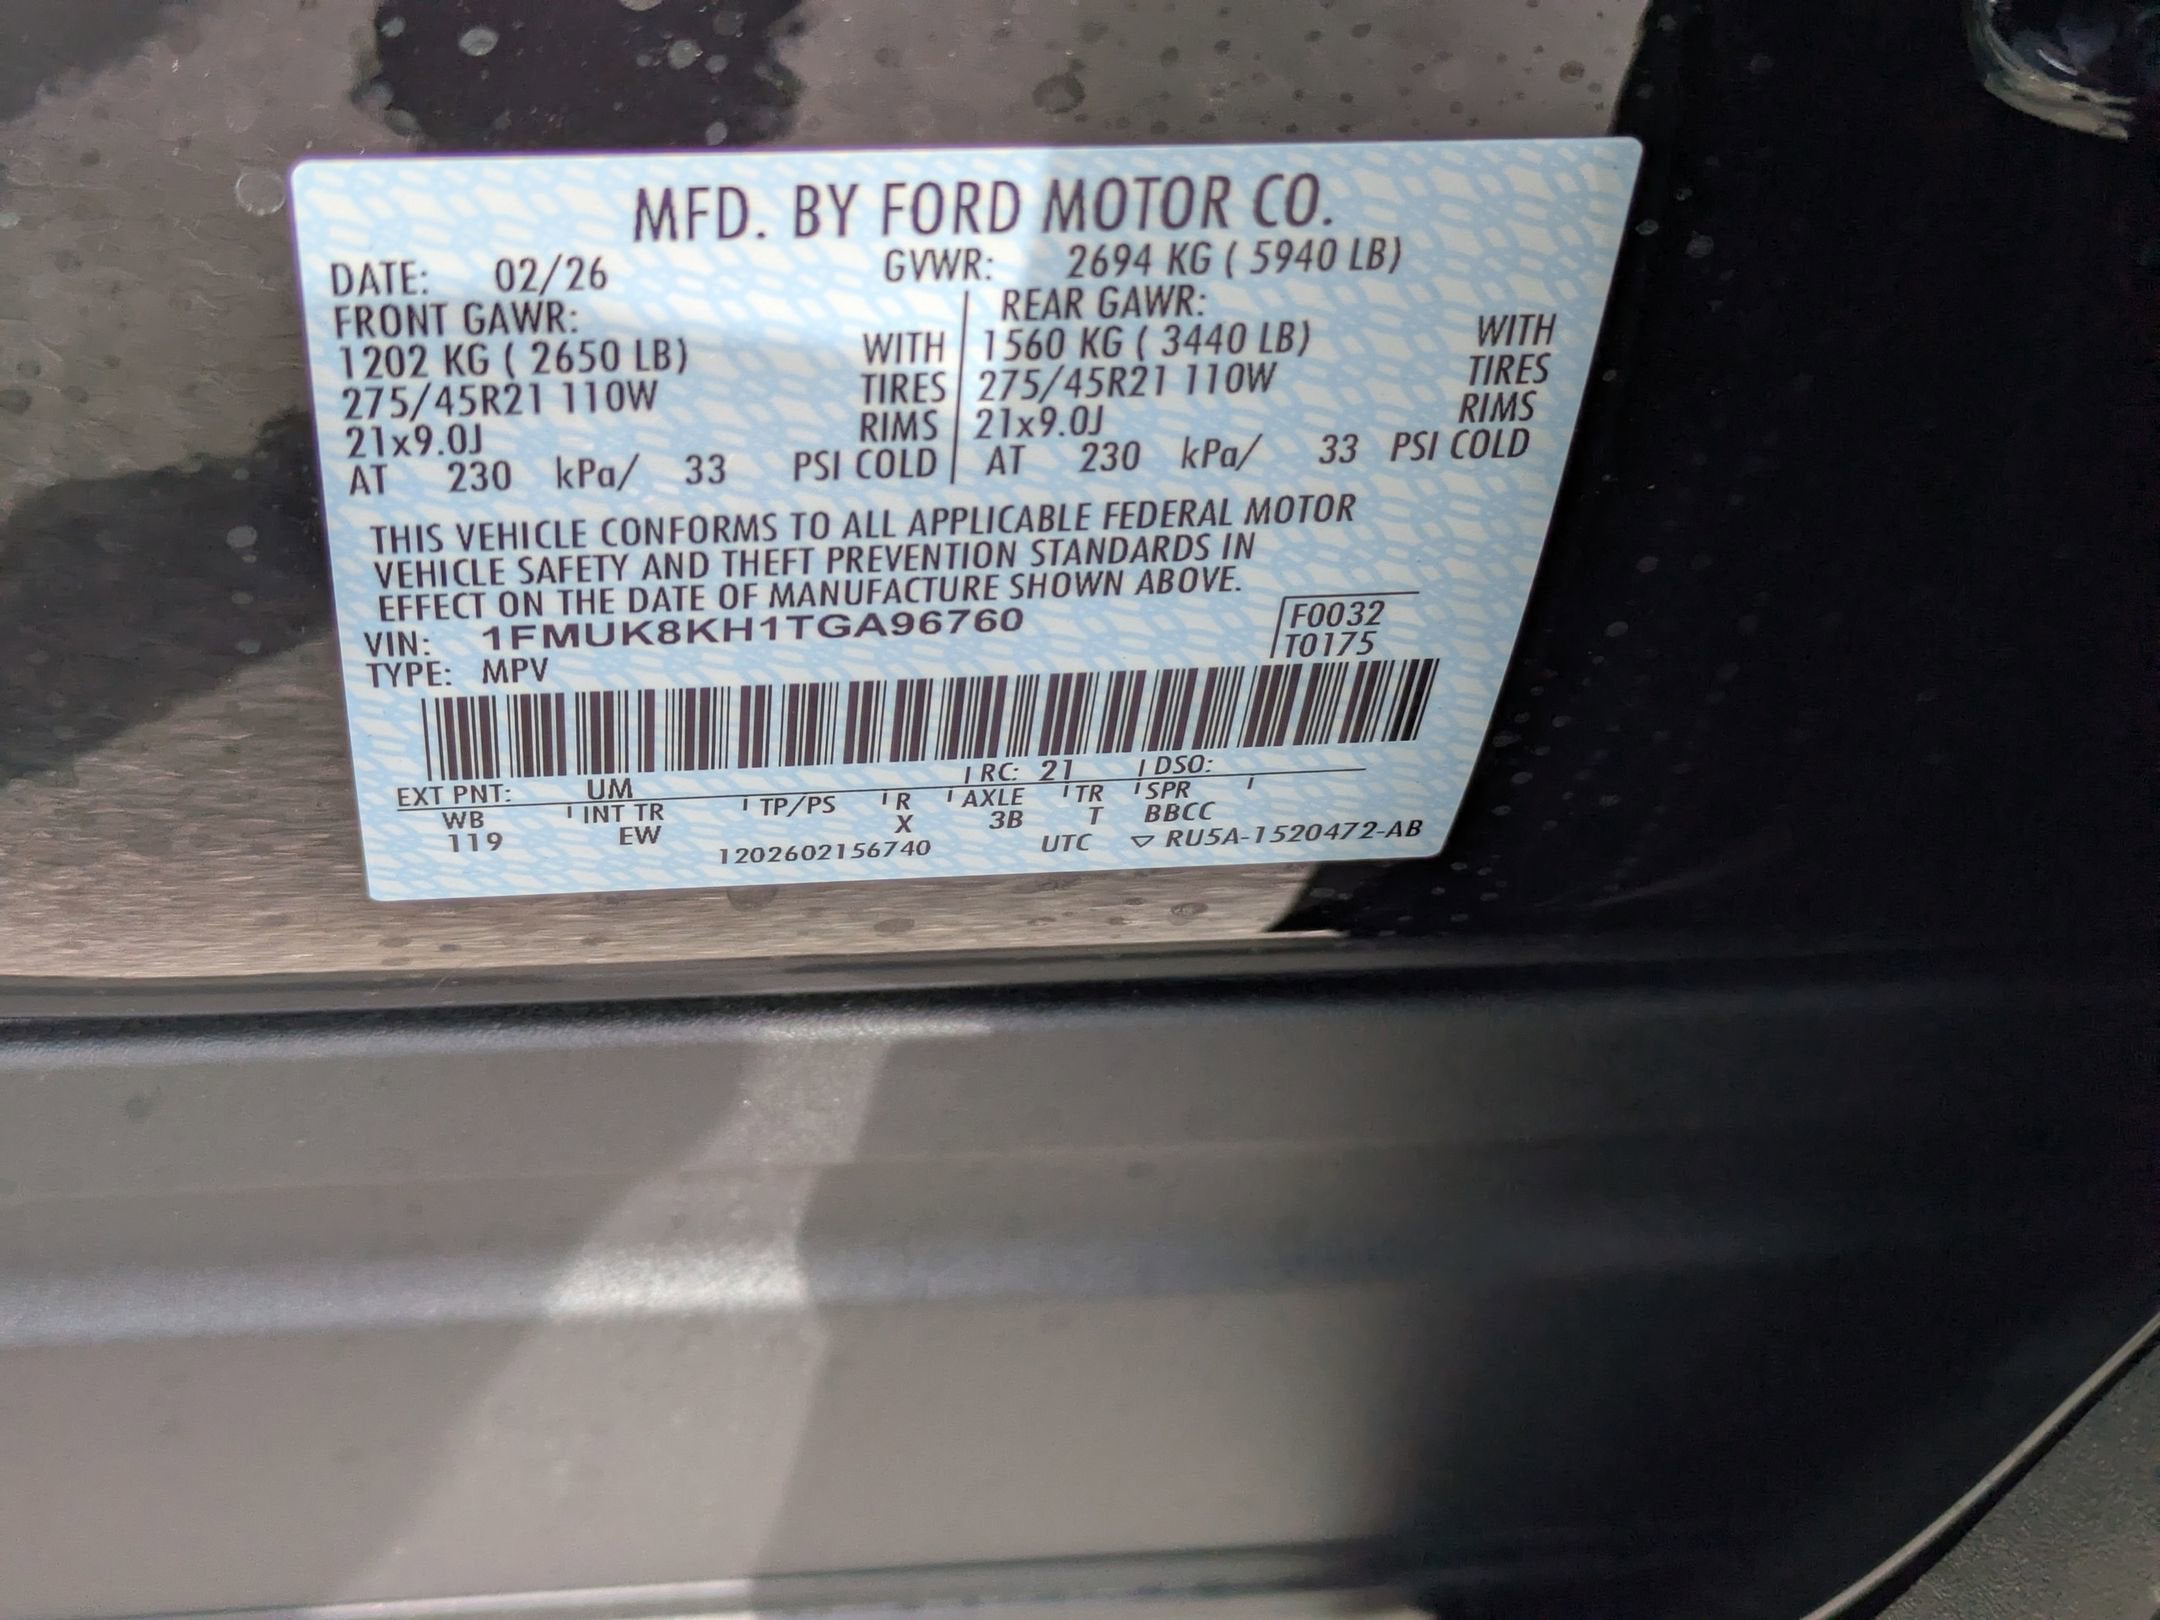 MFD. BY FORD MOTOR CO.
DATE: 02/26 GVWR: 2694 KG ( 5940 LB)
FRONT GAWR: REAR GAWR:
1202 KG ( 2650 LB) WITH 1560 KG ( 3440 LB) WITH
275/45R21 110W TIRES 275/45R21 110W TIRES
21x9.0J RIMS 21x9.0J RIMS
AT 230 kPa/ 33 PSI COLD AT 230 kPa/ 33 PSI COLD
THIS VEHICLE CONFORMS TO ALL APPLICABLE FEDERAL MOTOR
VEHICLE SAFETY AND THEFT PREVENTION STANDARDS IN
EFFECT ON THE DATE OF MANUFACTURE SHOWN ABOVE.
VIN: 1FMUK8KH1TGA96760 F0032
TYPE: MPV T0175
EXT PNT: UM RC: 21 DSO:
WB INT TR TP/PS R AXLE TR SPR
119 EW X 3B T BBCC
1202602156740 UTC ▽ RU5A-1520472-AB